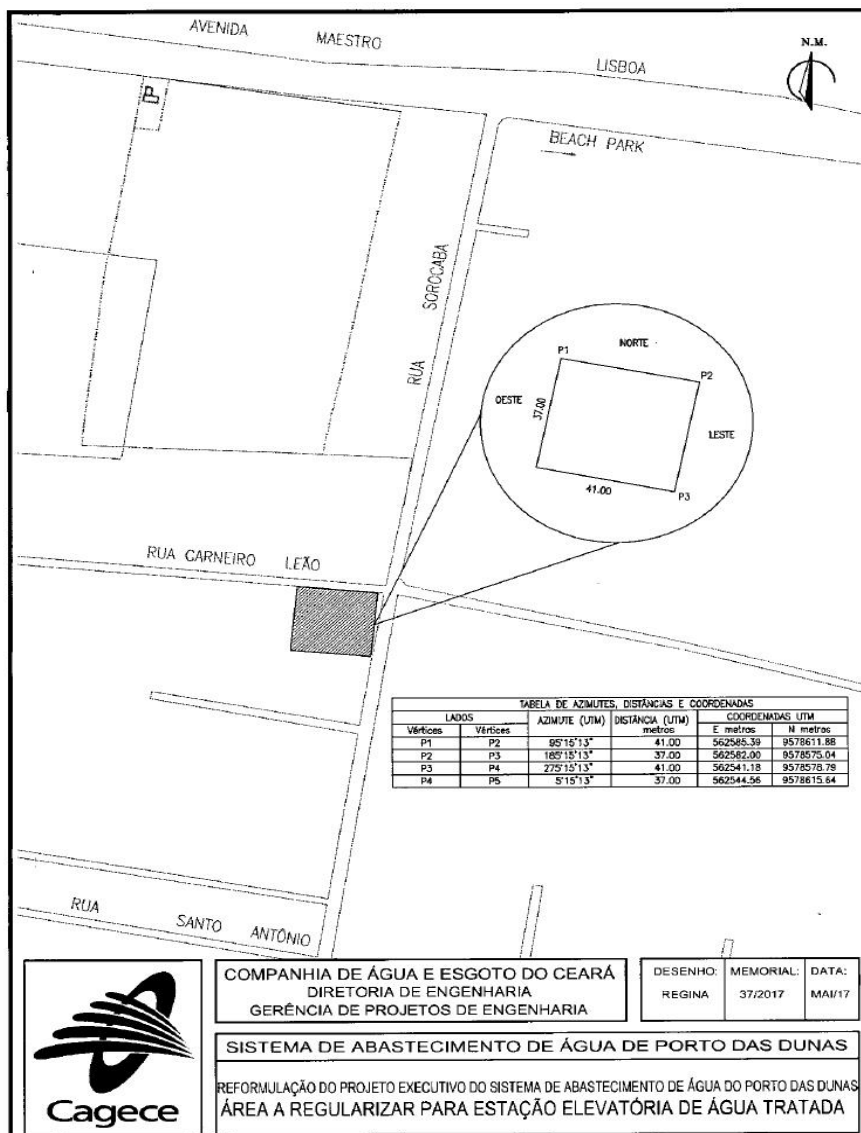 AVENIDA MAESTRO LISBOA
N.M.
BEACH PARK
RUA SOROCABA
NORTE
P1
P2
OESTE
37.00
LESTE
41.00
P3
RUA CARNEIRO LEÃO
TABELA DE AZIMUTES, DISTÂNCIAS E COORDENADAS
LADOS AZIMUTE (UTM) DISTÂNCIA (UTM) metros COORDENADAS UTM
Vértices Vértices E metros N metros
P1 P2 95°15'13" 41.00 562585.39 9578611.88
P2 P3 185°15'13" 37.00 562582.00 9578575.04
P3 P4 275°15'13" 41.00 562541.18 9578578.79
P4 P5 5°15'13" 37.00 562544.56 9578615.64
RUA SANTO ANTÔNIO
Cagece
COMPANHIA DE ÁGUA E ESGOTO DO CEARÁ
DIRETORIA DE ENGENHARIA
GERÊNCIA DE PROJETOS DE ENGENHARIA
DESENHO: MEMORIAL: DATA:
REGINA 37/2017 MAI/17
SISTEMA DE ABASTECIMENTO DE ÁGUA DE PORTO DAS DUNAS
REFORMULAÇÃO DO PROJETO EXECUTIVO DO SISTEMA DE ABASTECIMENTO DE ÁGUA DO PORTO DAS DUNAS
ÁREA A REGULARIZAR PARA ESTAÇÃO ELEVATÓRIA DE ÁGUA TRATADA